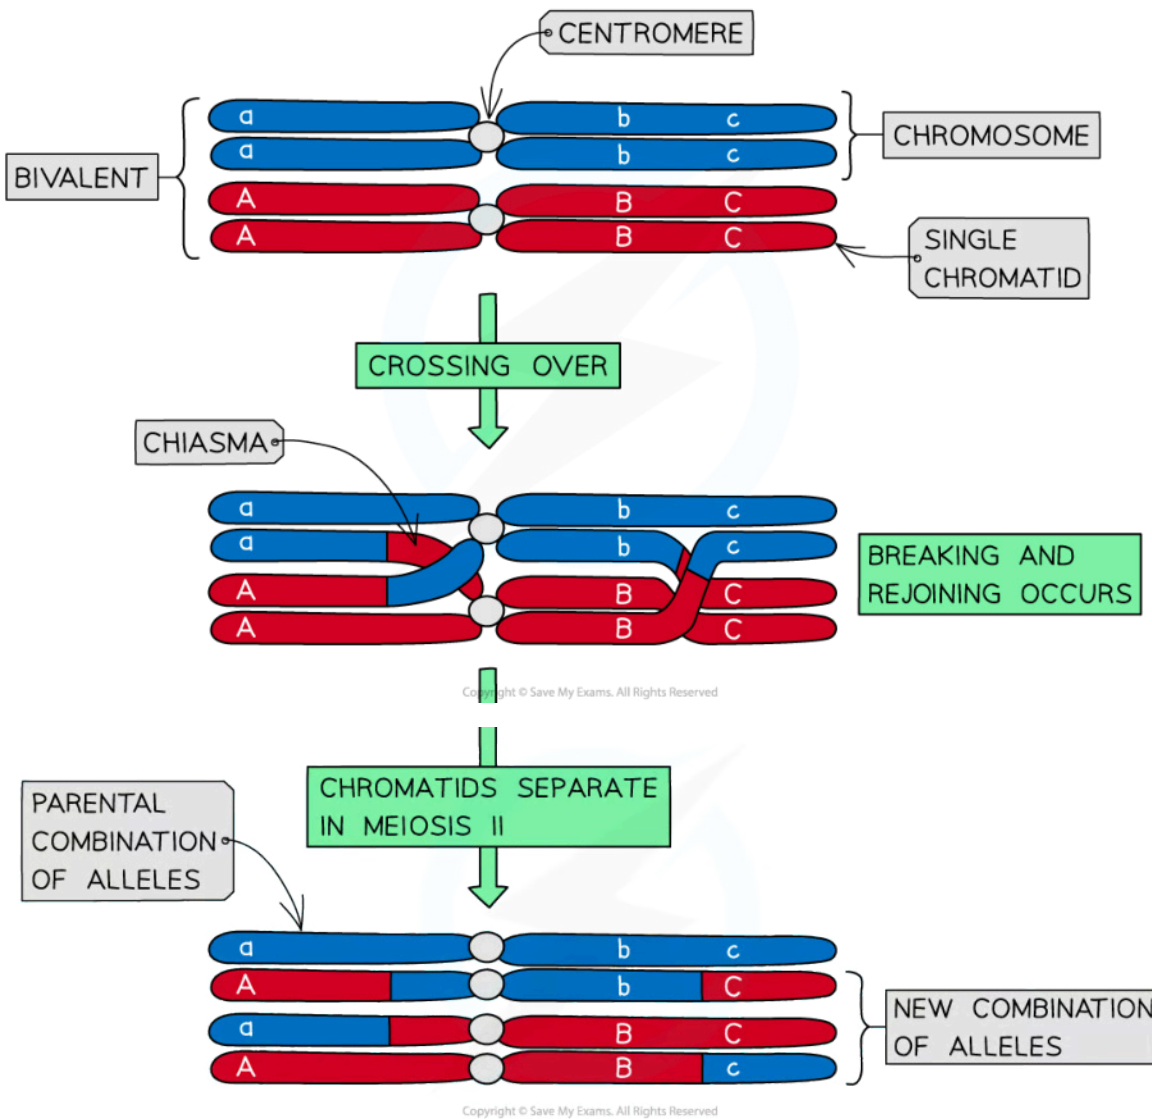 CENTROMERE
a b c
CHROMOSOME
a b c
BIVALENT
A B C
A B C
SINGLE
CHROMATID
CROSSING OVER
CHIASMA
a b c
a b c
BREAKING AND
REJOINING OCCURS
A B C
A B C
Copyright © Save My Exams. All Rights Reserved
CHROMATIDS SEPARATE
IN MEIOSIS II
PARENTAL
COMBINATION
OF ALLELES
a b c
A b C
NEW COMBINATION
OF ALLELES
a B C
A B c
Copyright © Save My Exams. All Rights Reserved